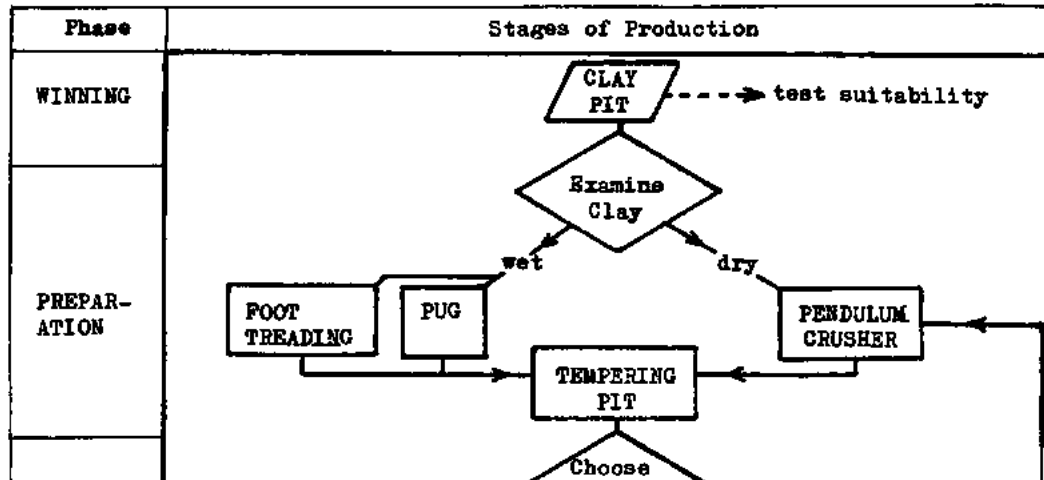 Phase
Stages of Production
WINNING
CLAY
PIT
test suitability
Examine
Clay
wet
dry
PREPAR-
ATION
FOOT
TREADING
PUG
PENDULUM
CRUSHER
TEMPERING
PIT
Choose